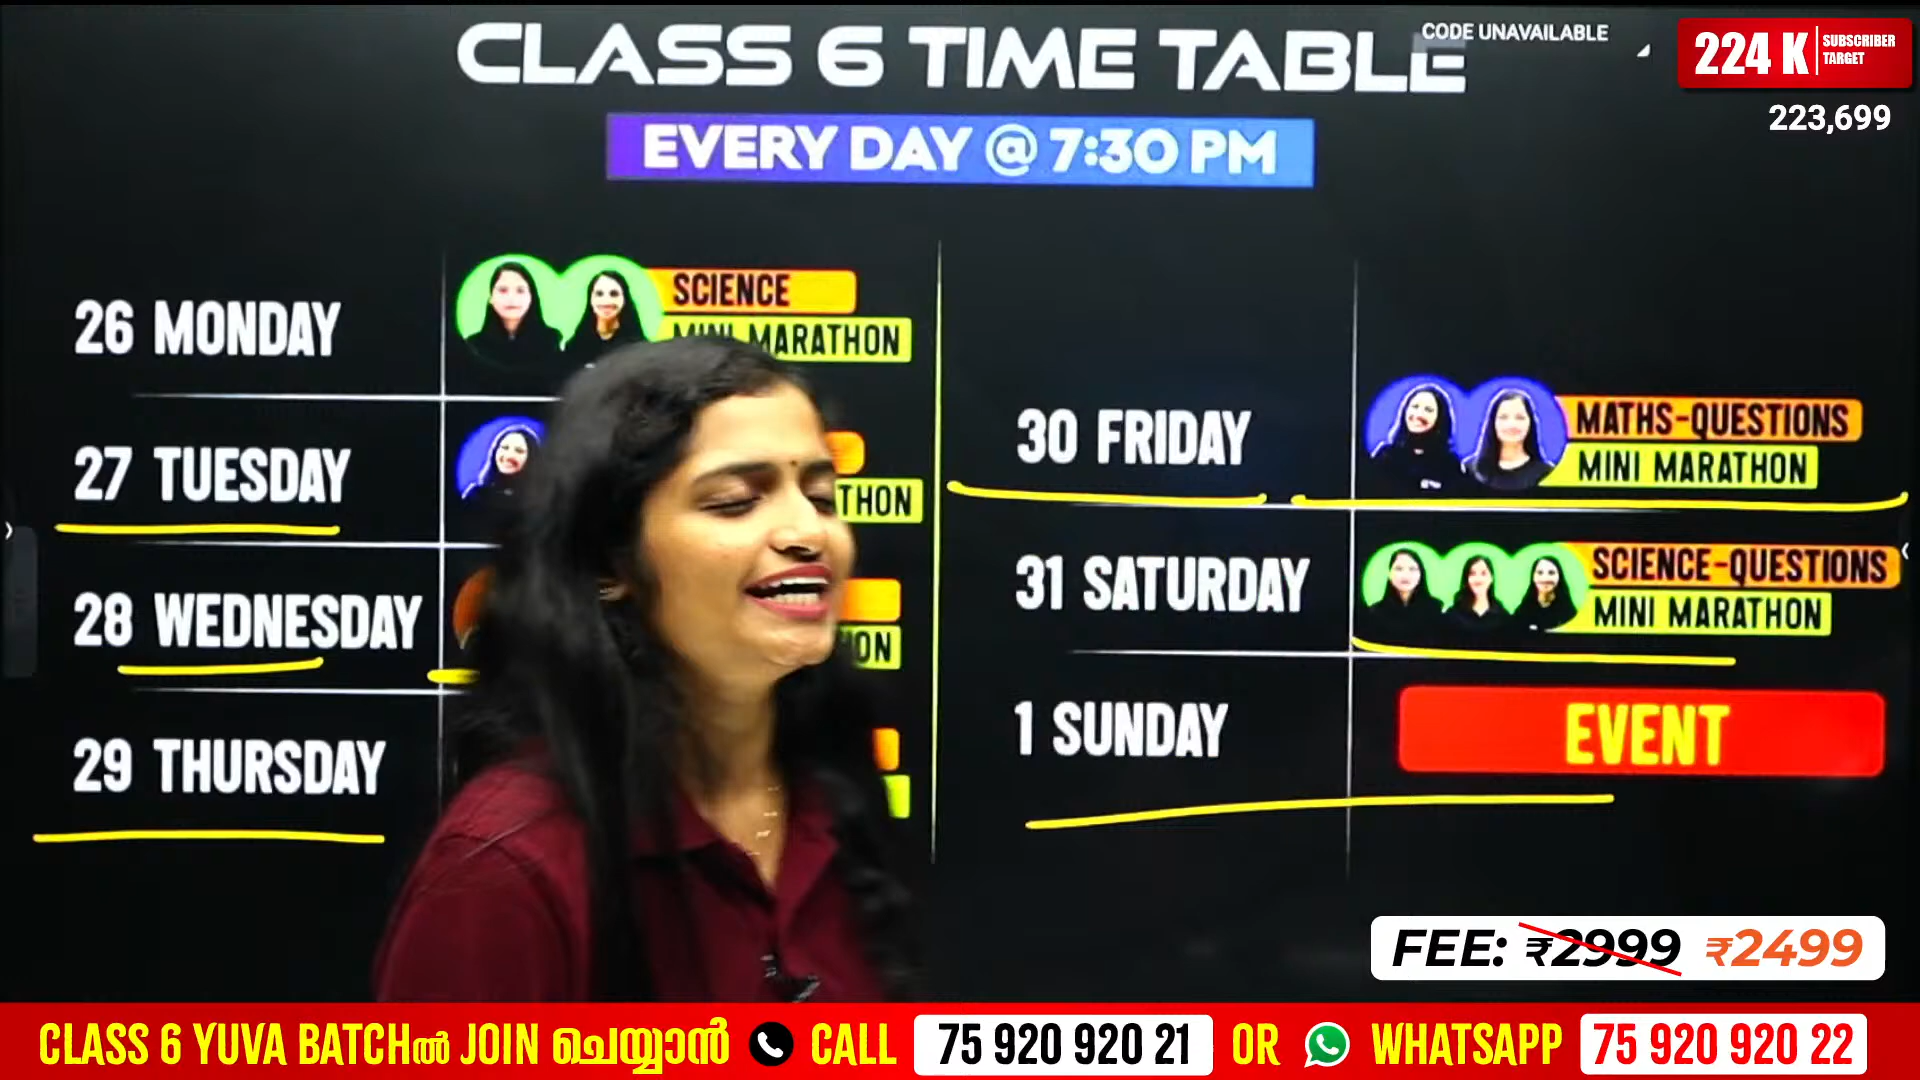 CLASS 6 TIME TABLE
CODE UNAVAILABLE
224 K
SUBSCRIBER
TARGET
223,699
EVERY DAY @ 7:30 PM
26 MONDAY
SCIENCE
MINI MARATHON
27 TUESDAY
28 WEDNESDAY
29 THURSDAY
30 FRIDAY
MATHS-QUESTIONS
MINI MARATHON
31 SATURDAY
SCIENCE-QUESTIONS
MINI MARATHON
1 SUNDAY
EVENT
FEE: ₹2999 ₹2499
CLASS 6 YUVA BATCHൽ JOIN ചെയ്യാൻ CALL 75 920 920 21 OR WHATSAPP 75 920 920 22